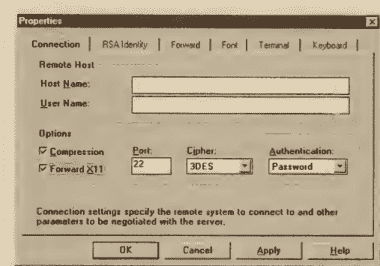 Properties
Connection RSA Identity Forward Font Terminal Keyboard
Remote Host
Host Name:
User Name:
Options
Compression Port: Cipher: Authentication:
Forward X11 22 3DES Password
Connection settings specify the remote system to connect to and other
parameters to be negotiated with the server.
OK Cancel Apply Help